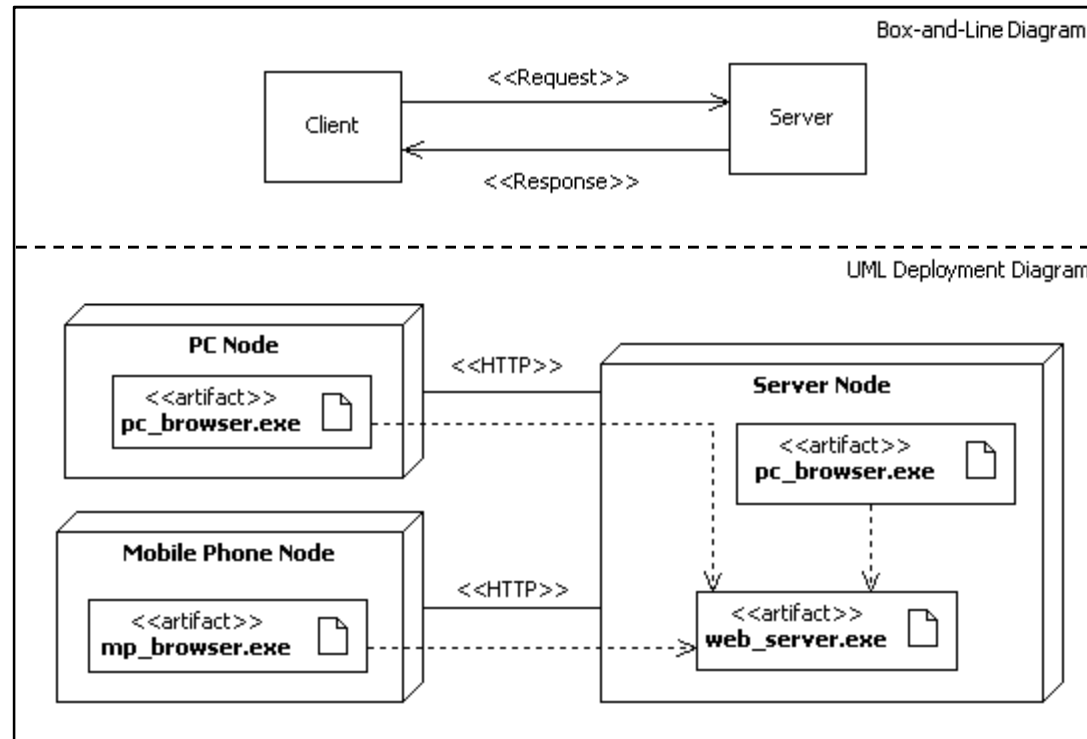 Box-and-Line Diagram
<<Request>>
Client
Server
<<Response>>
UML Deployment Diagram
PC Node
<<artifact>>
pc_browser.exe
<<HTTP>>
Server Node
<<artifact>>
pc_browser.exe
Mobile Phone Node
<<artifact>>
mp_browser.exe
<<HTTP>>
<<artifact>>
web_server.exe